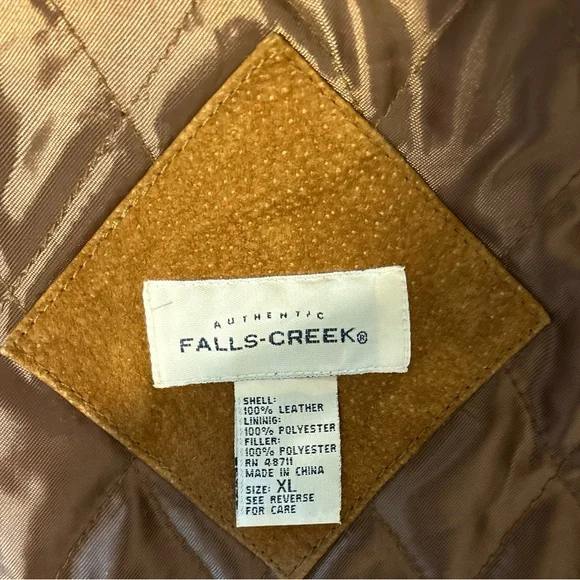 AUTHENTIC
FALLS-CREEK®
SHELL:
100% LEATHER
LINING:
100% POLYESTER
FILLER:
100% POLYESTER
RN 48711
MADE IN CHINA
SIZE: XL
SEE REVERSE
FOR CARE